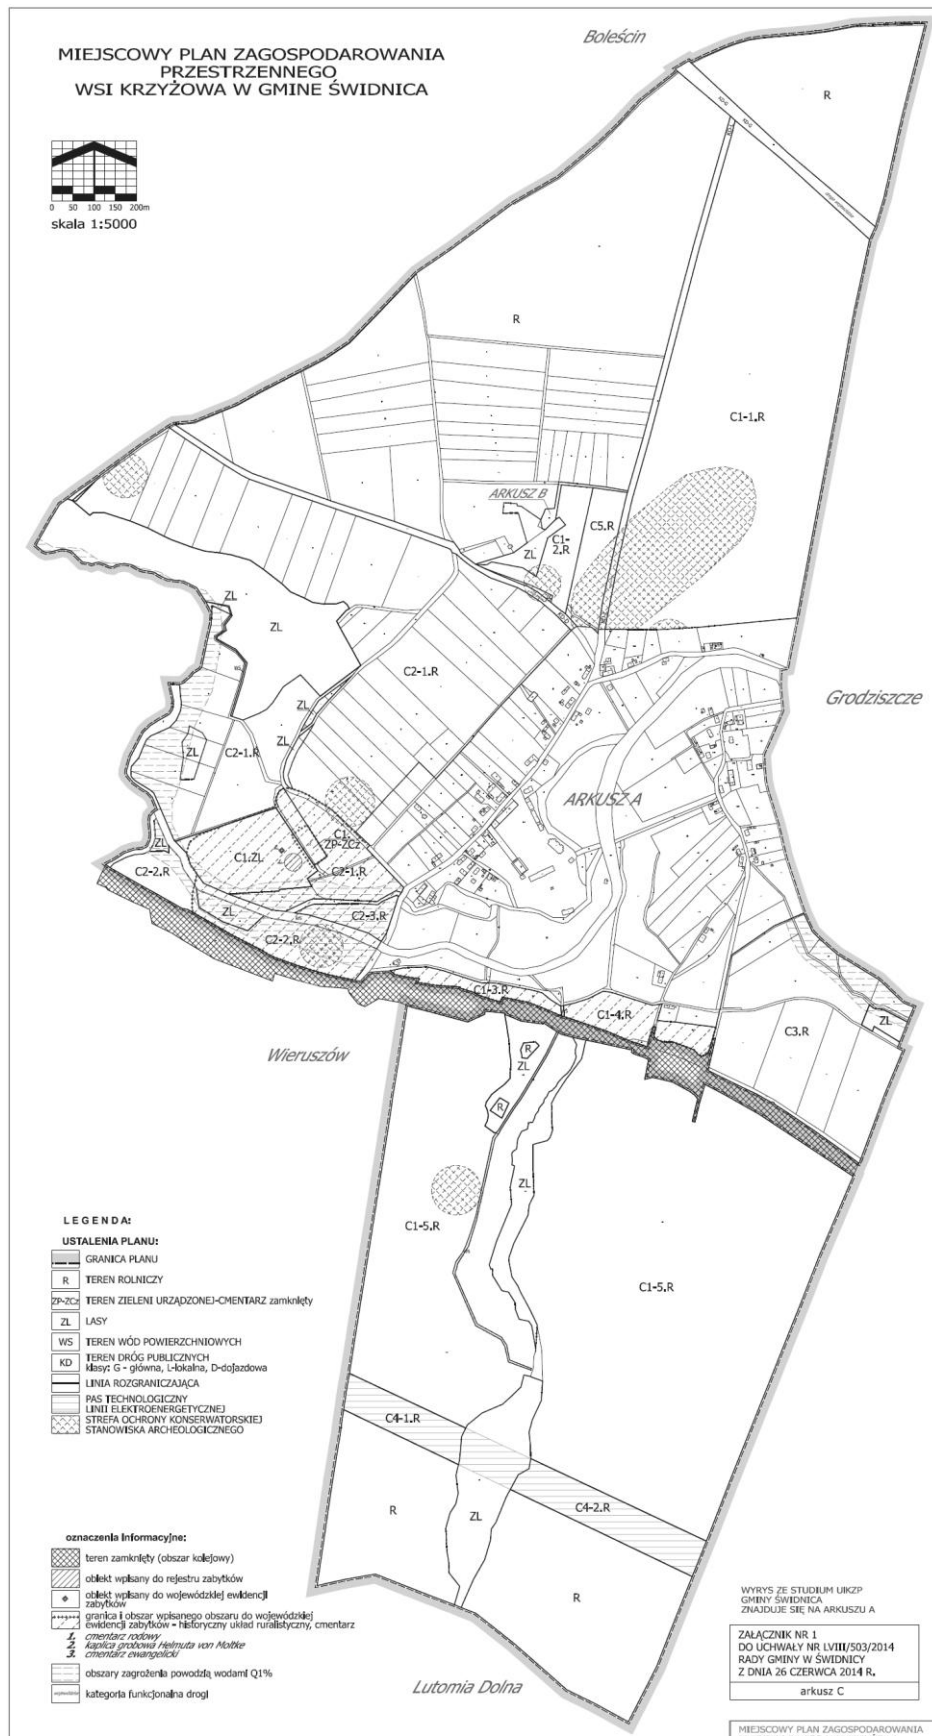 MIEJSCOWY PLAN ZAGOSPODAROWANIA
PRZESTRZENNEGO
WSI KRZYŻOWA W GMINE ŚWIDNICA
0 50 100 150 200m
skala 1:5000
Boleścin
R
R
C1-1.R
ARKUSZ B
C5.R
C1-
2.R
ZL
ZL
ZL
WS
C2-1.R
ZL
ZL
Grodziszcze
ZL
C2-1.R
ARKUSZ A
C1
ZP-ZCz
ZL
C1.ZL
C2-1.R
C2-2.R
ZL
C2-3.R
C2-2.R
C1-3.R
C1-4.R
ZL
C3.R
Wieruszów
R
ZL
R
ZL
C1-5.R
C1-5.R
C4-1.R
C4-2.R
R
ZL
R
Lutomia Dolna
LEGENDA:
USTALENIA PLANU:
GRANICA PLANU
R TEREN ROLNICZY
ZP-ZCz TEREN ZIELENI URZĄDZONEJ-CMENTARZ zamknięty
ZL LASY
WS TEREN WÓD POWIERZCHNIOWYCH
KD TEREN DRÓG PUBLICZNYCH
klasy: G - główna, L-lokalna, D-dojazdowa
LINIA ROZGRANICZAJĄCA
PAS TECHNOLOGICZNY
LINII ELEKTROENERGETYCZNEJ
STREFA OCHRONY KONSERWATORSKIEJ
STANOWISKA ARCHEOLOGICZNEGO
oznaczenia informacyjne:
teren zamknięty (obszar kolejowy)
obiekt wpisany do rejestru zabytków
obiekt wpisany do wojewódzkiej ewidencji
zabytków
granica i obszar wpisanego obszaru do wojewódzkiej
ewidencji zabytków - historyczny układ ruralistyczny, cmentarz
1. cmentarz rodowy
2. kaplica grobowa Helmuta von Moltke
3. cmentarz ewangelicki
obszary zagrożenia powodzią wodami Q1%
kategoria funkcjonalna drogi
WYRYS ZE STUDIUM UIKZP
GMINY ŚWIDNICA
ZNAJDUJE SIĘ NA ARKUSZU A
ZAŁĄCZNIK NR 1
DO UCHWAŁY NR LVIII/503/2014
RADY GMINY W ŚWIDNICY
Z DNIA 26 CZERWCA 2014 R.
arkusz C
MIEJSCOWY PLAN ZAGOSPODAROWANIA